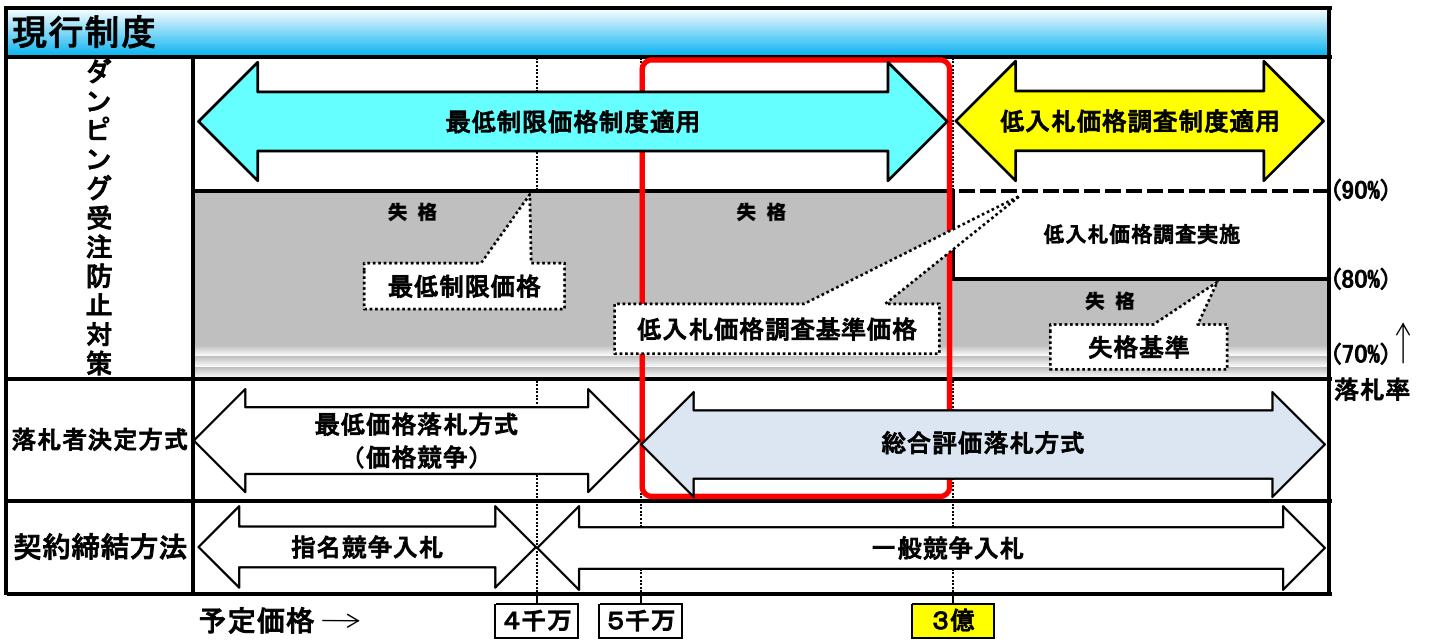 現行制度
ダンピング受注防止対策
最低制限価格制度適用
低入札価格調査制度適用
(90%)
失 格
失 格
低入札価格調査実施
最低制限価格
(80%)
失 格
低入札価格調査基準価格
失格基準
(70%)
落札率
落札者決定方式
最低価格落札方式
（価格競争）
総合評価落札方式
契約締結方法
指名競争入札
一般競争入札
予定価格→
４千万
５千万
３億